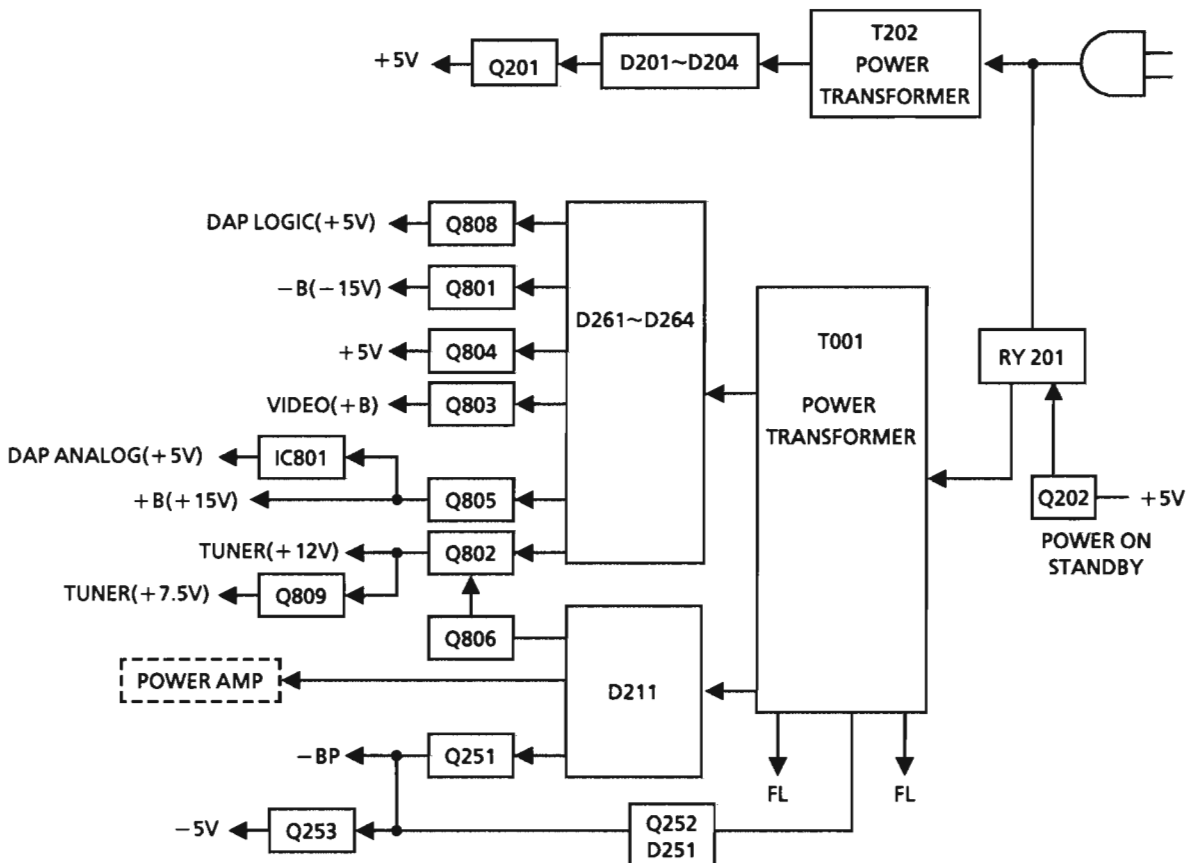 T202
POWER
TRANSFORMER
D201~D204
Q201
+5V
DAP LOGIC(+5V)
Q808
−B(−15V)
Q801
+5V
Q804
VIDEO(+B)
Q803
DAP ANALOG(+5V)
IC801
+B(+15V)
Q805
TUNER(+12V)
Q802
TUNER(+7.5V)
Q809
Q806
D261~D264
T001
POWER
TRANSFORMER
RY 201
Q202
+5V
POWER ON
STANDBY
POWER AMP
D211
−BP
Q251
FL
FL
−5V
Q253
Q252
D251